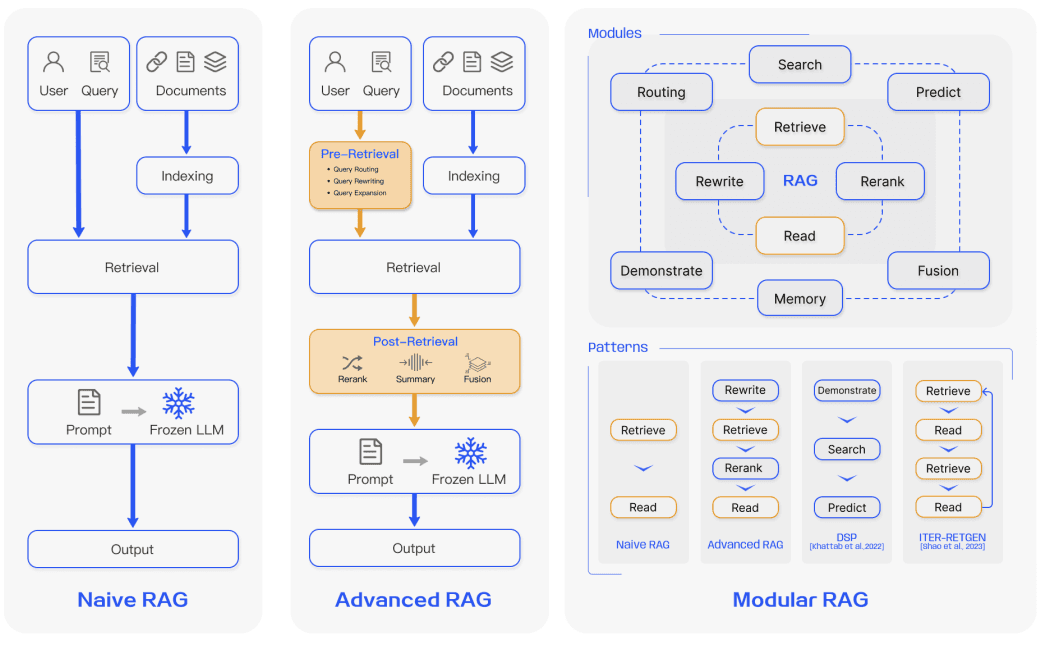 User Query
Documents
Indexing
Retrieval
Prompt
Frozen LLM
Output
Naive RAG
User Query
Documents
Pre-Retrieval
• Query Routing
• Query Rewriting
• Query Expansion
Indexing
Retrieval
Post-Retrieval
Rerank
Summary
Fusion
Prompt
Frozen LLM
Output
Advanced RAG
Modules
Search
Routing
Predict
Retrieve
Rewrite
RAG
Rerank
Read
Demonstrate
Fusion
Memory
Patterns
Retrieve
Read
Naive RAG
Rewrite
Retrieve
Rerank
Read
Advanced RAG
Demonstrate
Search
Predict
DSP
[Khattab et al.,2022]
Retrieve
Read
Retrieve
Read
ITER-RETGEN
[Shao et al., 2023]
Modular RAG